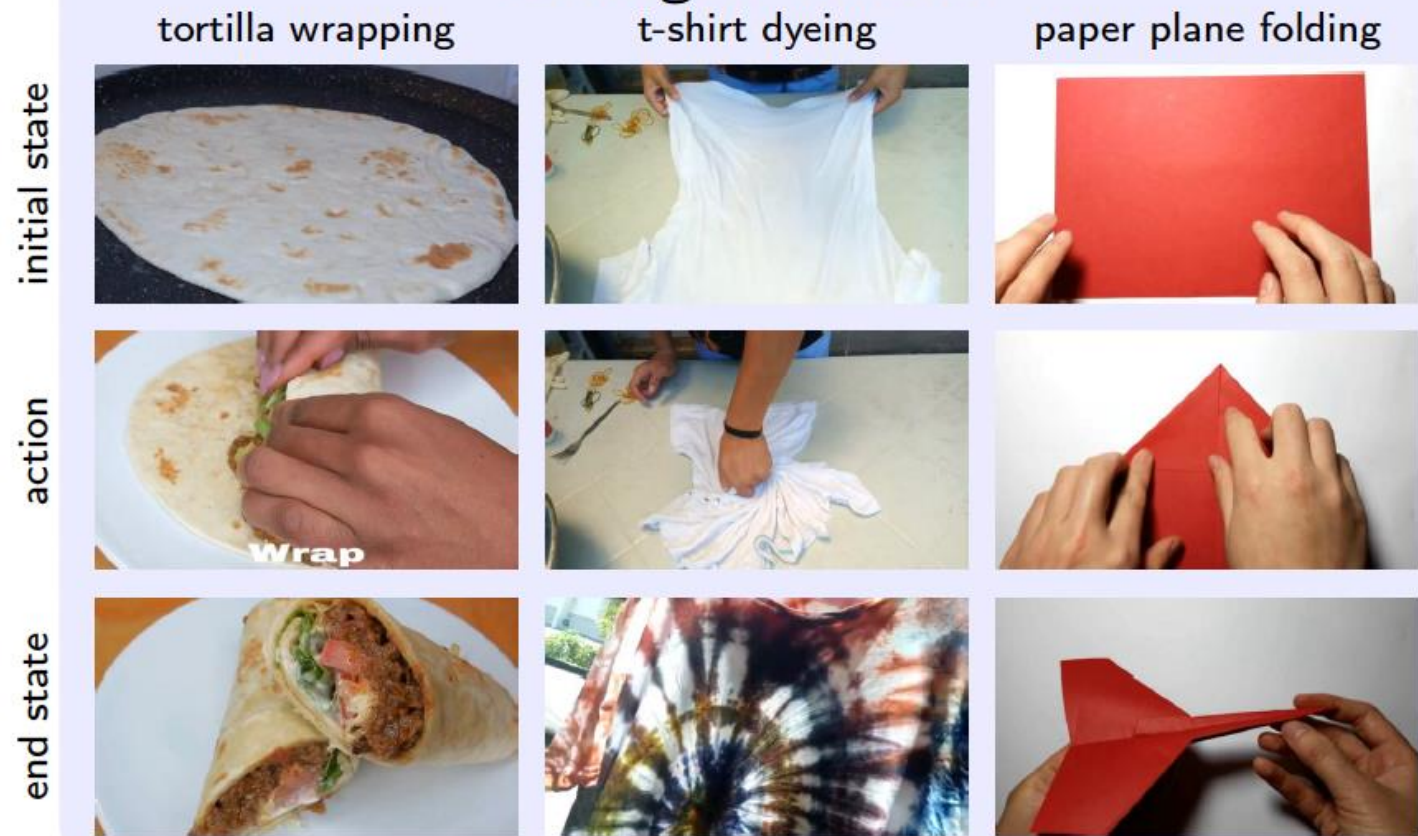 tortilla wrapping
t-shirt dyeing
paper plane folding
initial state
action
Wrap
end state